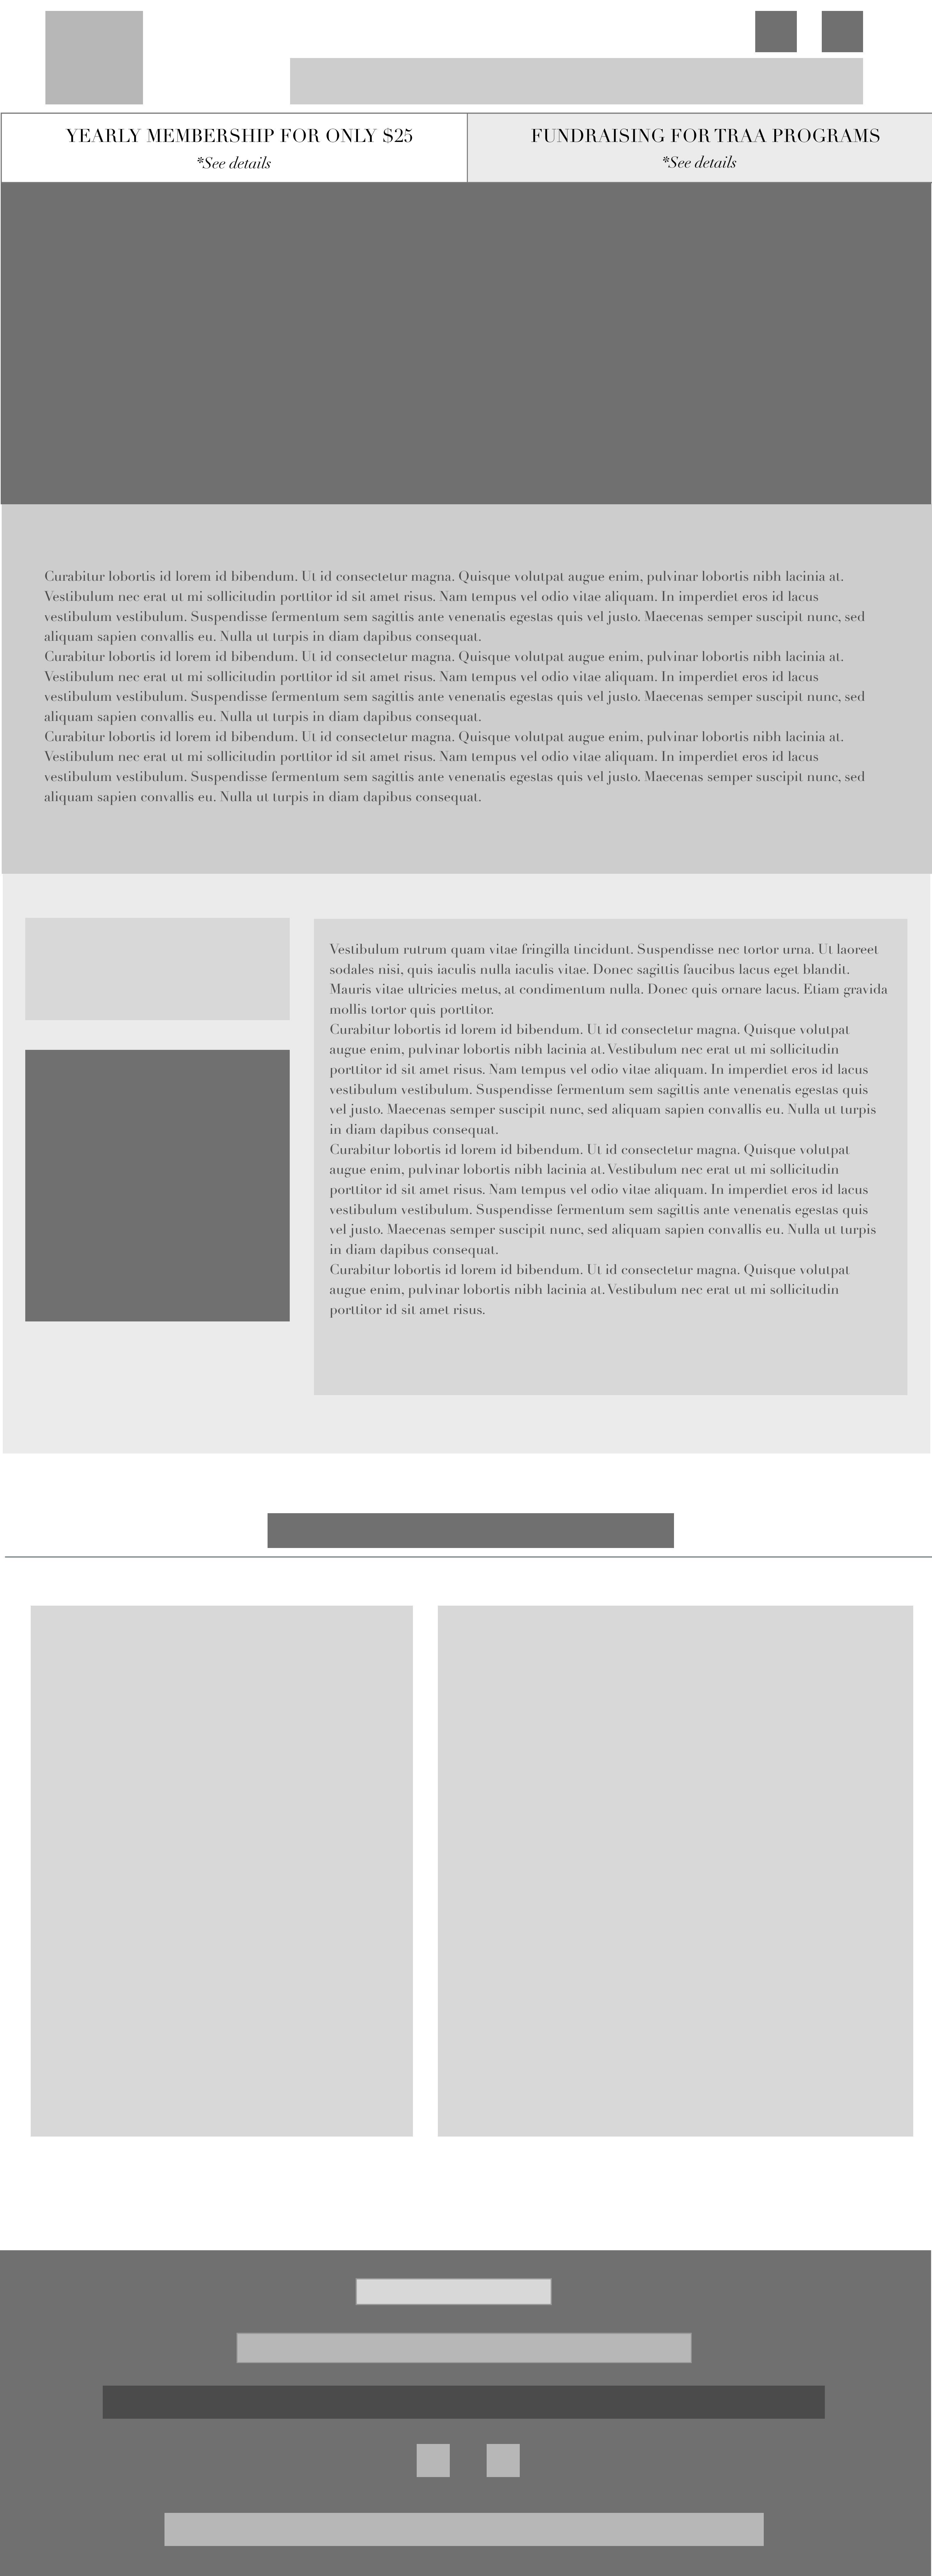 YEARLY MEMBERSHIP FOR ONLY $25
*See details
FUNDRAISING FOR TRAA PROGRAMS
*See details
Curabitur lobortis id lorem id bibendum. Ut id consectetur magna. Quisque volutpat augue enim, pulvinar lobortis nibh lacinia at.
Vestibulum nec erat ut mi sollicitudin porttitor id sit amet risus. Nam tempus vel odio vitae aliquam. In imperdiet eros id lacus
vestibulum vestibulum. Suspendisse fermentum sem sagittis ante venenatis egestas quis vel justo. Maecenas semper suscipit nunc, sed
aliquam sapien convallis eu. Nulla ut turpis in diam dapibus consequat.
Curabitur lobortis id lorem id bibendum. Ut id consectetur magna. Quisque volutpat augue enim, pulvinar lobortis nibh lacinia at.
Vestibulum nec erat ut mi sollicitudin porttitor id sit amet risus. Nam tempus vel odio vitae aliquam. In imperdiet eros id lacus
vestibulum vestibulum. Suspendisse fermentum sem sagittis ante venenatis egestas quis vel justo. Maecenas semper suscipit nunc, sed
aliquam sapien convallis eu. Nulla ut turpis in diam dapibus consequat.
Curabitur lobortis id lorem id bibendum. Ut id consectetur magna. Quisque volutpat augue enim, pulvinar lobortis nibh lacinia at.
Vestibulum nec erat ut mi sollicitudin porttitor id sit amet risus. Nam tempus vel odio vitae aliquam. In imperdiet eros id lacus
vestibulum vestibulum. Suspendisse fermentum sem sagittis ante venenatis egestas quis vel justo. Maecenas semper suscipit nunc, sed
aliquam sapien convallis eu. Nulla ut turpis in diam dapibus consequat.
Vestibulum rutrum quam vitae fringilla tincidunt. Suspendisse nec tortor urna. Ut laoreet
sodales nisi, quis iaculis nulla iaculis vitae. Donec sagittis faucibus lacus eget blandit.
Mauris vitae ultricies metus, at condimentum nulla. Donec quis ornare lacus. Etiam gravida
mollis tortor quis porttitor.
Curabitur lobortis id lorem id bibendum. Ut id consectetur magna. Quisque volutpat
augue enim, pulvinar lobortis nibh lacinia at. Vestibulum nec erat ut mi sollicitudin
porttitor id sit amet risus. Nam tempus vel odio vitae aliquam. In imperdiet eros id lacus
vestibulum vestibulum. Suspendisse fermentum sem sagittis ante venenatis egestas quis
vel justo. Maecenas semper suscipit nunc, sed aliquam sapien convallis eu. Nulla ut turpis
in diam dapibus consequat.
Curabitur lobortis id lorem id bibendum. Ut id consectetur magna. Quisque volutpat
augue enim, pulvinar lobortis nibh lacinia at. Vestibulum nec erat ut mi sollicitudin
porttitor id sit amet risus. Nam tempus vel odio vitae aliquam. In imperdiet eros id lacus
vestibulum vestibulum. Suspendisse fermentum sem sagittis ante venenatis egestas quis
vel justo. Maecenas semper suscipit nunc, sed aliquam sapien convallis eu. Nulla ut turpis
in diam dapibus consequat.
Curabitur lobortis id lorem id bibendum. Ut id consectetur magna. Quisque volutpat
augue enim, pulvinar lobortis nibh lacinia at. Vestibulum nec erat ut mi sollicitudin
porttitor id sit amet risus.